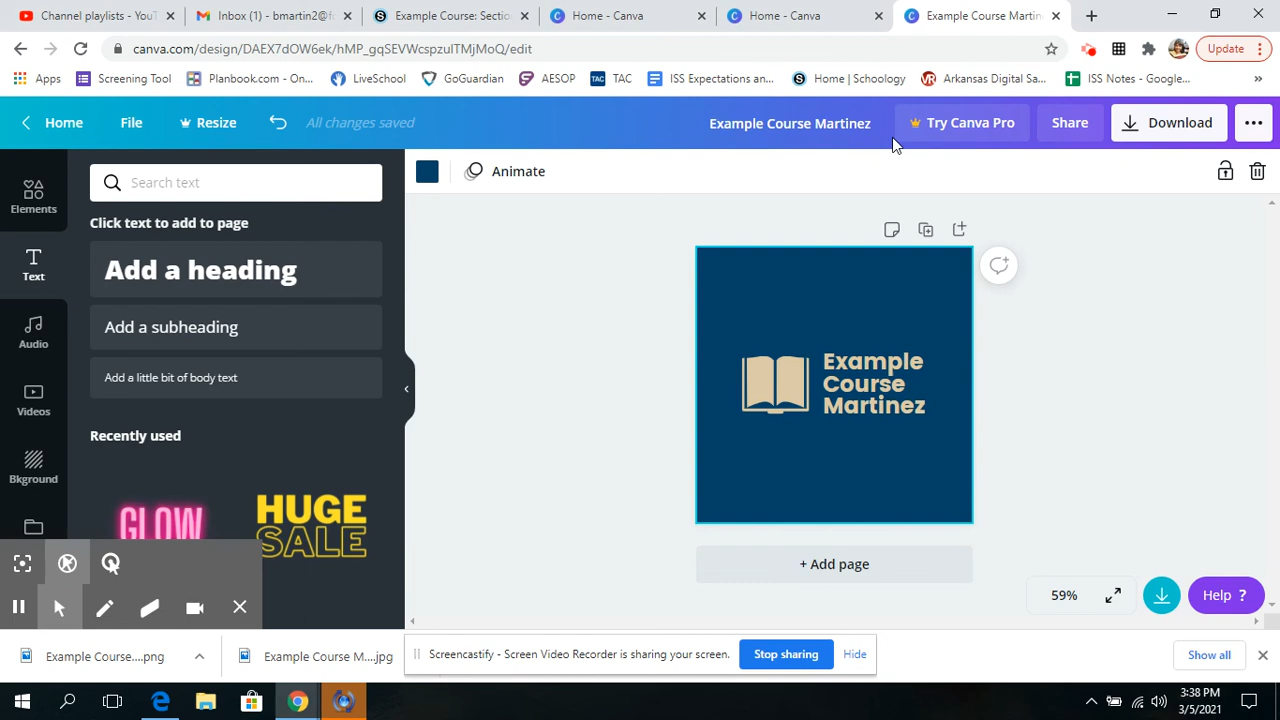 Channel playlists - YouT
Inbox (1) - bmartin2@fo
Example Course: Section
Home - Canva
Home - Canva
Example Course Martin
canva.com/design/DAEX7dOW6ek/hMP_gqSEVWcspzulTMjMoQ/edit
Update
Apps
Screening Tool
Planbook.com - On...
LiveSchool
GoGuardian
AESOP
TAC
TAC
ISS Expectations an...
Home | Schoology
Arkansas Digital Sa...
ISS Notes - Google...
Home
File
Resize
All changes saved
Example Course Martinez
Try Canva Pro
Share
Download
Elements
Text
Audio
Videos
Bkground
Search text
Click text to add to page
Add a heading
Add a subheading
Add a little bit of body text
Recently used
GLOW
HUGE
SALE
Animate
Example
Course
Martinez
+ Add page
59%
Help ?
Example Course....png
Example Course M....jpg
Screencastify - Screen Video Recorder is sharing your screen.
Stop sharing
Hide
Show all
3:38 PM
3/5/2021